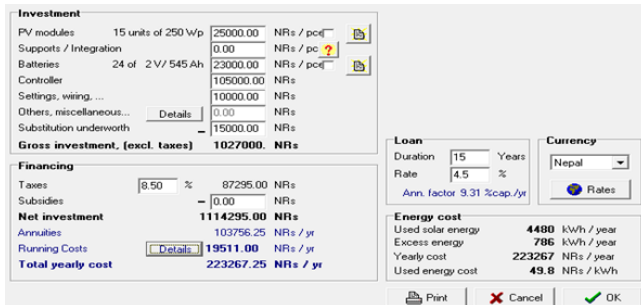 Investment
PV modules 15 units of 250 Wp 25000.00 NRs / pce
Supports / Integration 0.00 NRs / pc ?
Batteries 24 of 2 V/ 545 Ah 23000.00 NRs / pce
Controller 105000.00 NRs
Settings, wiring, ... 10000.00 NRs
Others, miscellaneous... Details 0.00 NRs
Substitution underworth - 15000.00 NRs
Gross investment, (excl. taxes) 1027000. NRs
Financing
Taxes 8.50 % 87295.00 NRs
Subsidies - 0.00 NRs
Net investment 1114295.00 NRs
Annuities 103756.25 NRs / yr
Running Costs Details 19511.00 NRs / yr
Total yearly cost 223267.25 NRs / yr
Loan
Duration 15 Years
Rate 4.5 %
Ann. factor 9.31 %cap./yr
Currency
Nepal
Rates
Energy cost
Used solar energy 4480 kWh / year
Excess energy 786 kWh / year
Yearly cost 223267 NRs / year
Used energy cost 49.8 NRs / kWh
Print Cancel OK